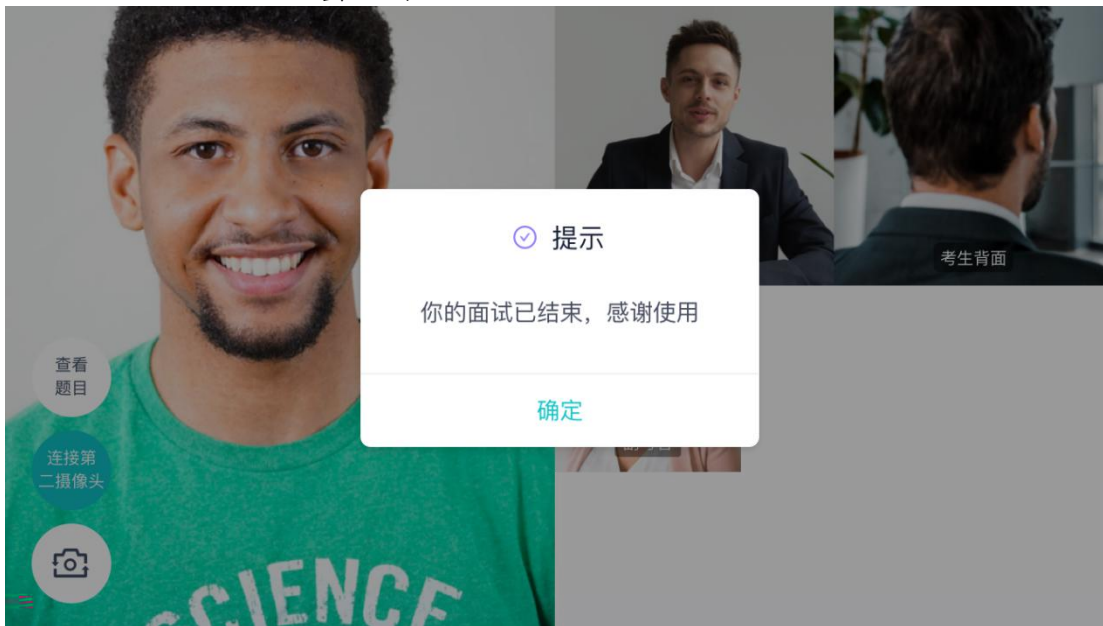 提示
考生背面
你的面试已结束，感谢使用
查看
题目
确定
连接第
二摄像头